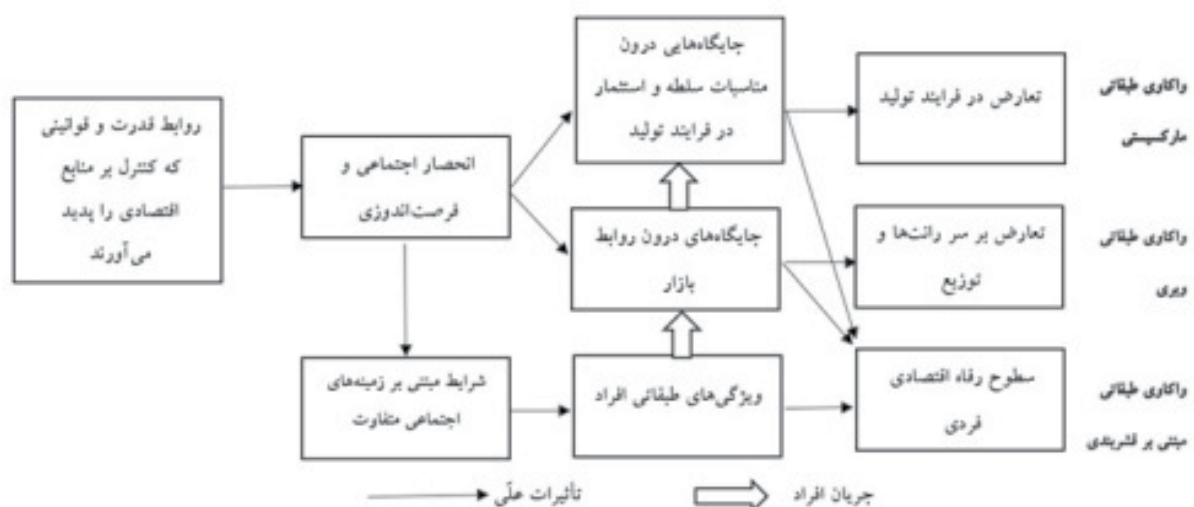 روابط قدرت و قوانینی
که کنترل بر منابع
اقتصادی را پدید
می‌آورند
انحصار اجتماعی و
فرصت‌اندوزی
شرایط مبتنی بر زمینه‌های
اجتماعی متفاوت
جایگاه‌هایی درون
مناسبات سلطه و استثمار
در فرایند تولید
جایگاه‌های درون روابط
بازار
ویژگی‌های طبقاتی افراد
تعارض در فرایند تولید
تعارض بر سر رانت‌ها و
توزیع
سطوح رفاه اقتصادی
فردی
واکاوی طبقاتی
مارکسیستی
واکاوی طبقاتی
وبری
واکاوی طبقاتی
مبتنی بر قشربندی
تأثیرات علّی
جریان افراد